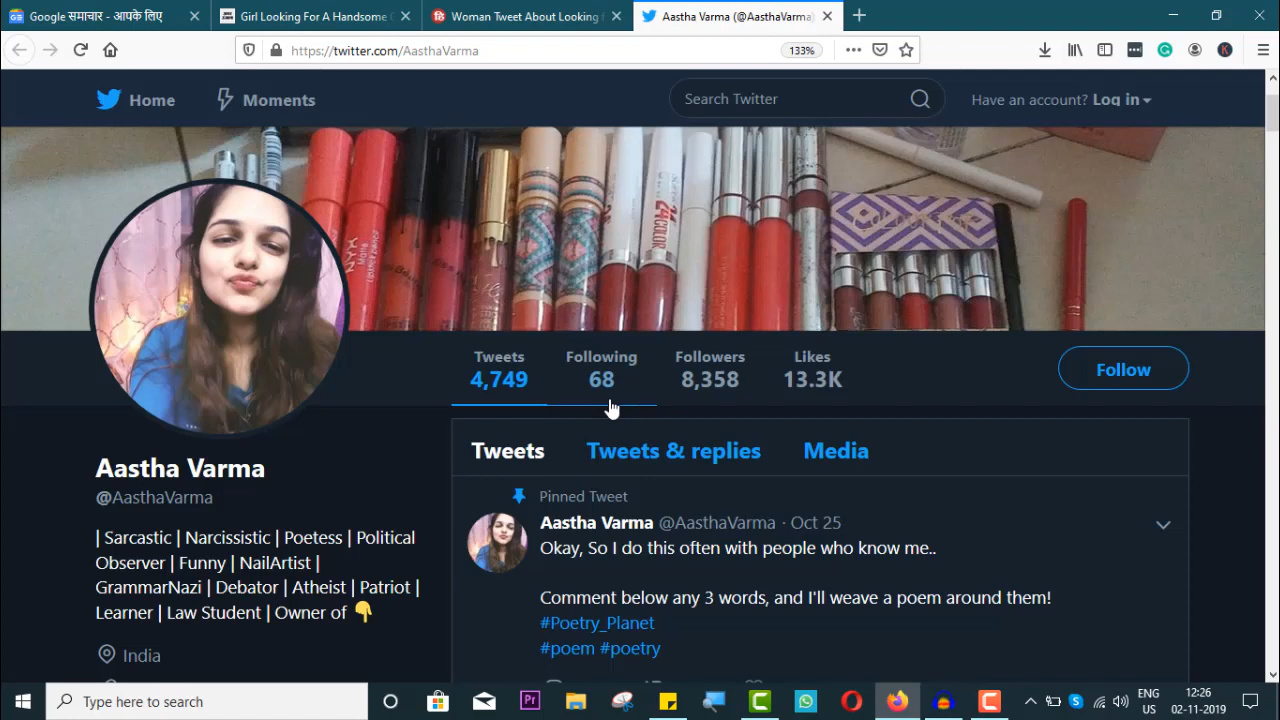 Google समाचार - आपके लिए
Girl Looking For A Handsome
Woman Tweet About Looking f
Aastha Varma (@AasthaVarma)
https://twitter.com/AasthaVarma
133%
K
Home
Moments
Search Twitter
Have an account? Log in
NYX
24
COLOR
Tweets
4,749
Following
68
Followers
8,358
Likes
13.3K
Follow
Aastha Varma
@AasthaVarma
| Sarcastic | Narcissistic | Poetess | Political
Observer | Funny | NailArtist |
GrammarNazi | Debator | Atheist | Patriot |
Learner | Law Student | Owner of 👇
India
Tweets
Tweets & replies
Media
Pinned Tweet
Aastha Varma @AasthaVarma · Oct 25
Okay, So I do this often with people who know me..
Comment below any 3 words, and I'll weave a poem around them!
#Poetry_Planet
#poem #poetry
Type here to search
Pr
ENG
US
12:26
02-11-2019